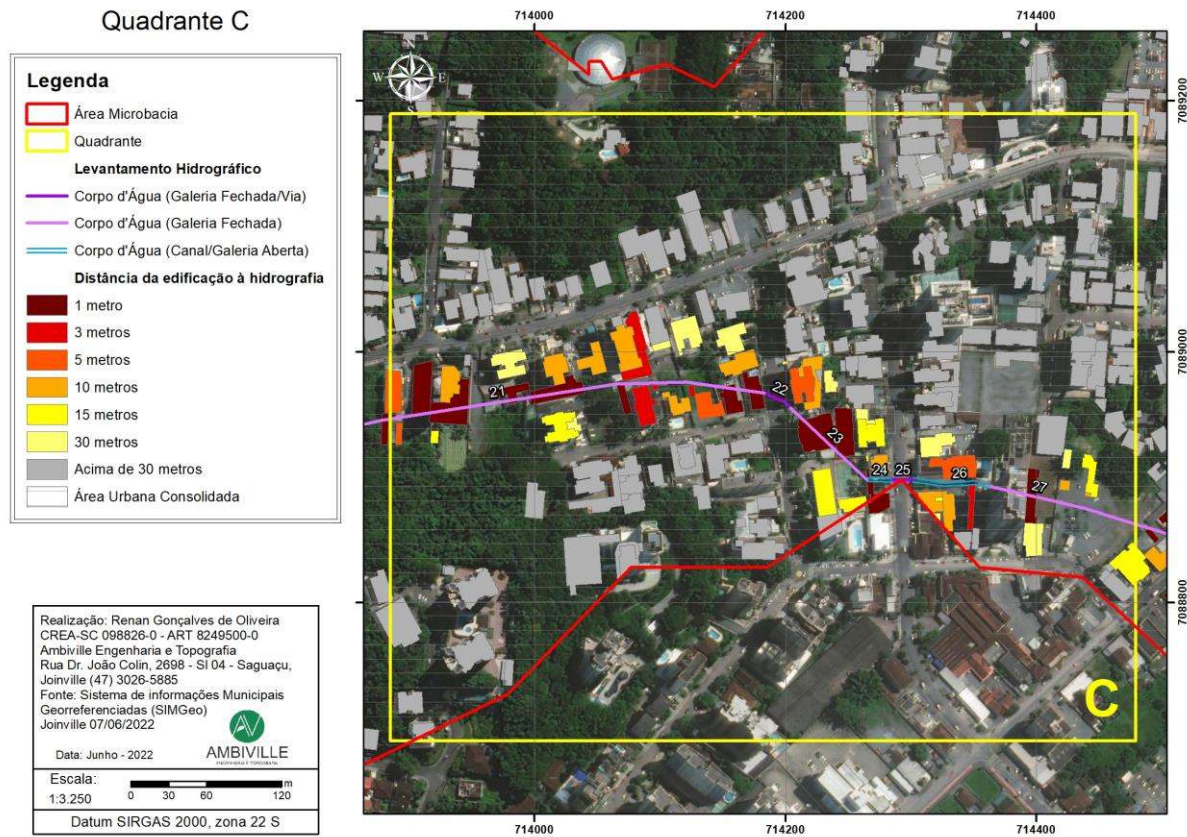 Quadrante C
Legenda
Área Microbacia
Quadrante
Levantamento Hidrográfico
Corpo d'Água (Galeria Fechada/Via)
Corpo d'Água (Galeria Fechada)
Corpo d'Água (Canal/Galeria Aberta)
Distância da edificação à hidrografia
1 metro
3 metros
5 metros
10 metros
15 metros
30 metros
Acima de 30 metros
Área Urbana Consolidada
Realização: Renan Gonçalves de Oliveira
CREA-SC 098826-0 - ART 8249500-0
Ambiville Engenharia e Topografia
Rua Dr. João Colin, 2698 - Sl 04 - Saguaçu,
Joinville (47) 3026-5885
Fonte: Sistema de informações Municipais
Georreferenciadas (SIMGeo)
Joinville 07/06/2022
Data: Junho - 2022
AMBIVILLE
ENGENHARIA E TOPOGRAFIA
Escala:
1:3.250
0 30 60 120 m
Datum SIRGAS 2000, zona 22 S
714000 714200 714400
N
W E
S
7089200
7089000
7088800
21
22
23
24 25 26
27
C
714000 714200 714400